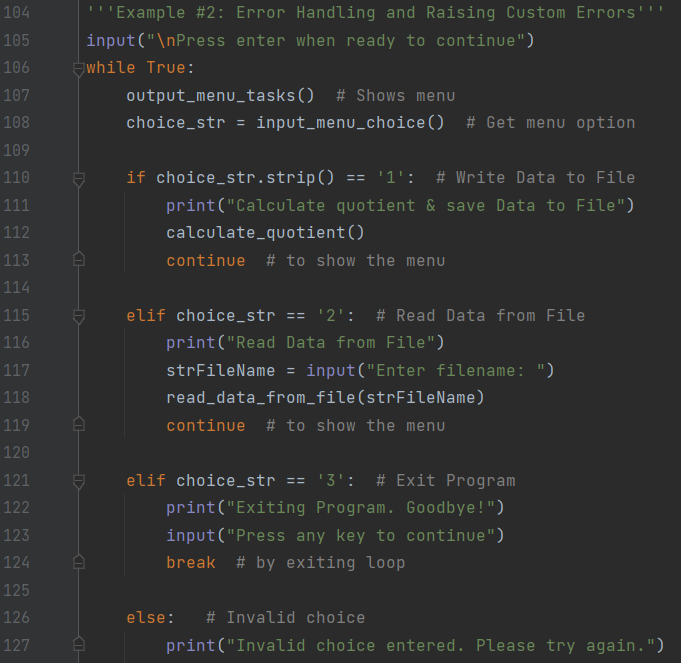 104 '''Example #2: Error Handling and Raising Custom Errors'''
105 input("\nPress enter when ready to continue")
106 while True:
107     output_menu_tasks()  # Shows menu
108     choice_str = input_menu_choice()  # Get menu option
109
110     if choice_str.strip() == '1':  # Write Data to File
111         print("Calculate quotient & save Data to File")
112         calculate_quotient()
113         continue  # to show the menu
114
115     elif choice_str == '2':  # Read Data from File
116         print("Read Data from File")
117         strFileName = input("Enter filename: ")
118         read_data_from_file(strFileName)
119         continue  # to show the menu
120
121     elif choice_str == '3':  # Exit Program
122         print("Exiting Program. Goodbye!")
123         input("Press any key to continue")
124         break  # by exiting loop
125
126     else:   # Invalid choice
127         print("Invalid choice entered. Please try again.")